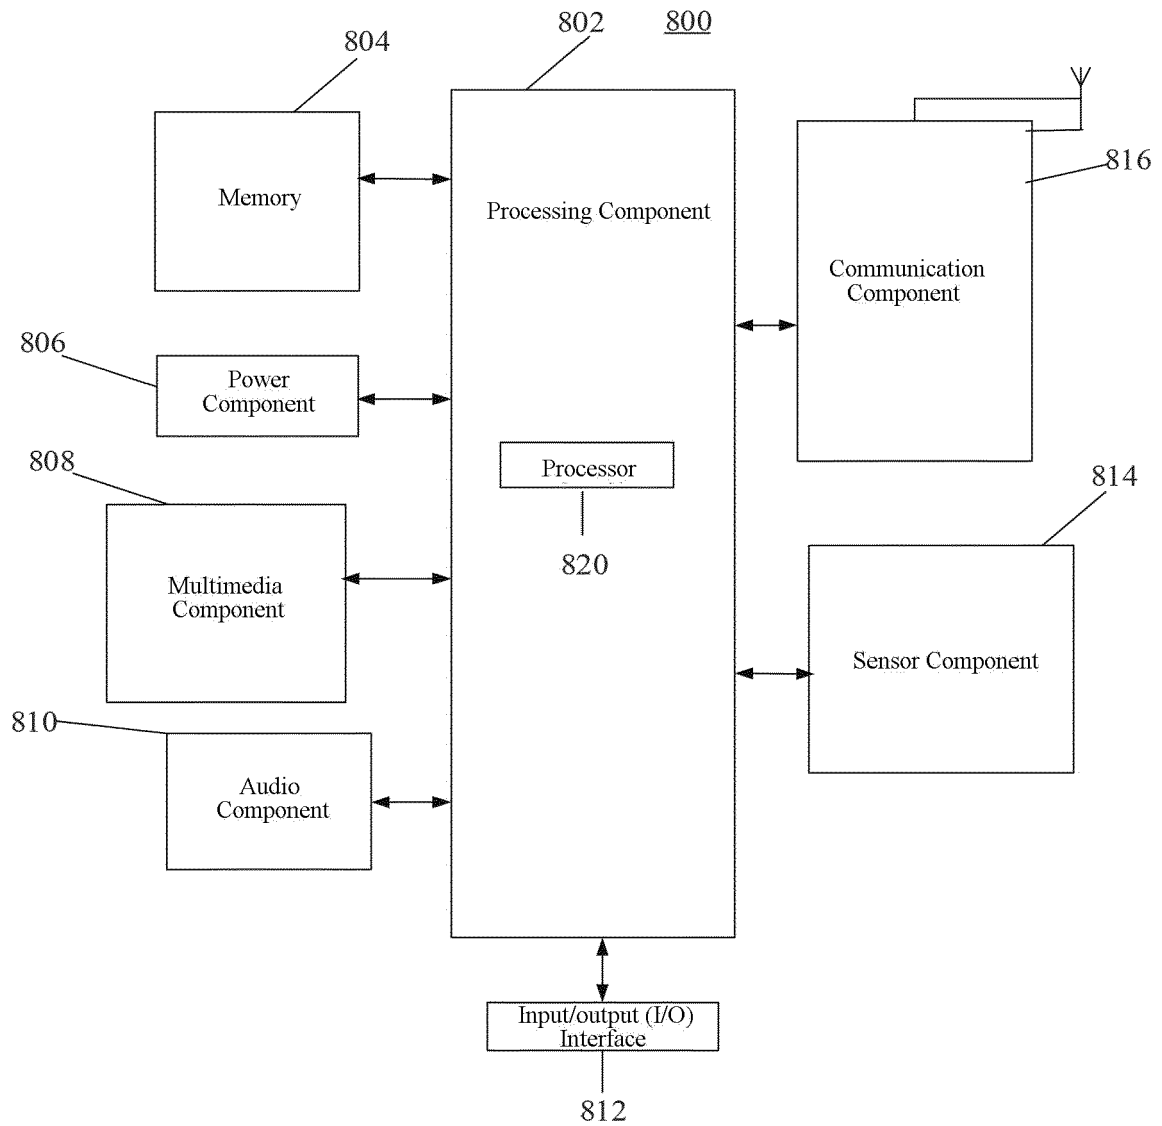 802
800
804
816
Memory
Processing Component
Communication
Component
806
Power
Component
808
Processor
814
820
Multimedia
Component
Sensor Component
810
Audio
Component
Input/output (I/O)
Interface
812